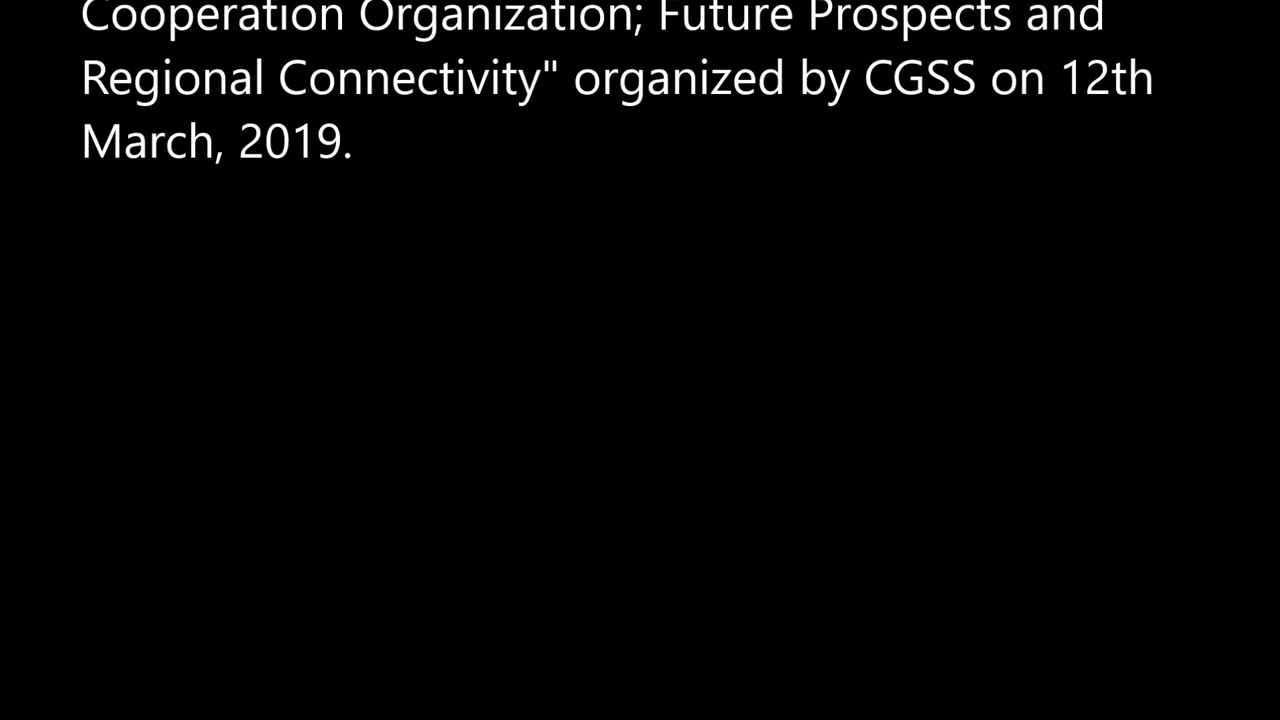 Cooperation Organization; Future Prospects and
Regional Connectivity" organized by CGSS on 12th
March, 2019.